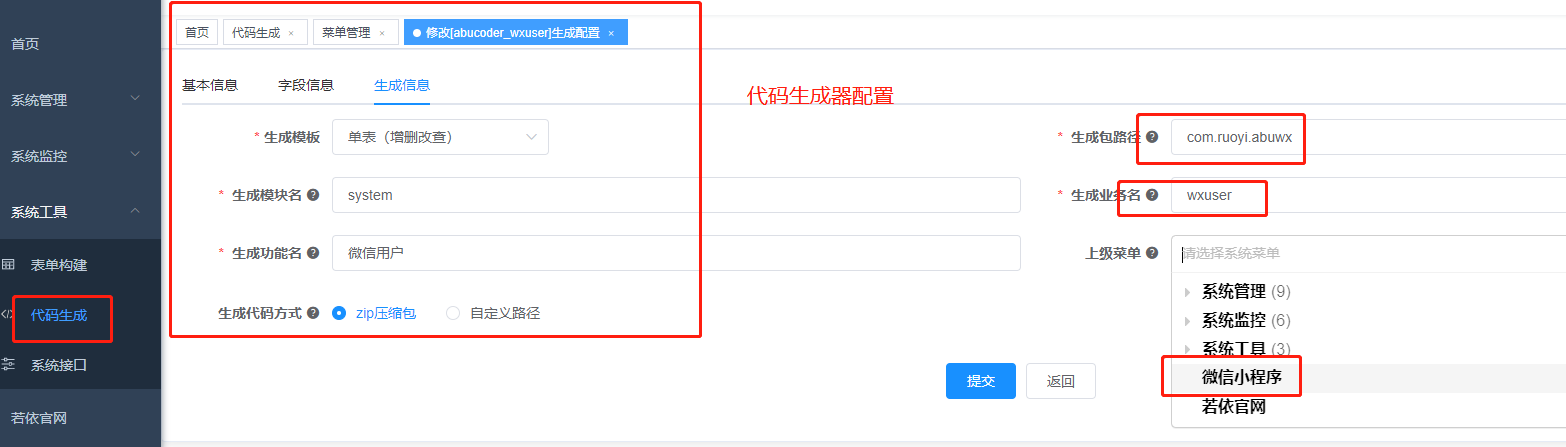 首页
系统管理
系统监控
系统工具
表单构建
代码生成
系统接口
若依官网
首页 代码生成 × 菜单管理 × 修改[abucoder_wxuser]生成配置 ×
基本信息 字段信息 生成信息
代码生成器配置
* 生成模板 单表（增删改查） * 生成包路径 ? com.ruoyi.abuwx
* 生成模块名 ? system * 生成业务名 ? wxuser
* 生成功能名 ? 微信用户 上级菜单 ? 请选择系统菜单
生成代码方式 ? zip压缩包 自定义路径
系统管理 (9)
系统监控 (6)
系统工具 (3)
微信小程序
若依官网
提交 返回